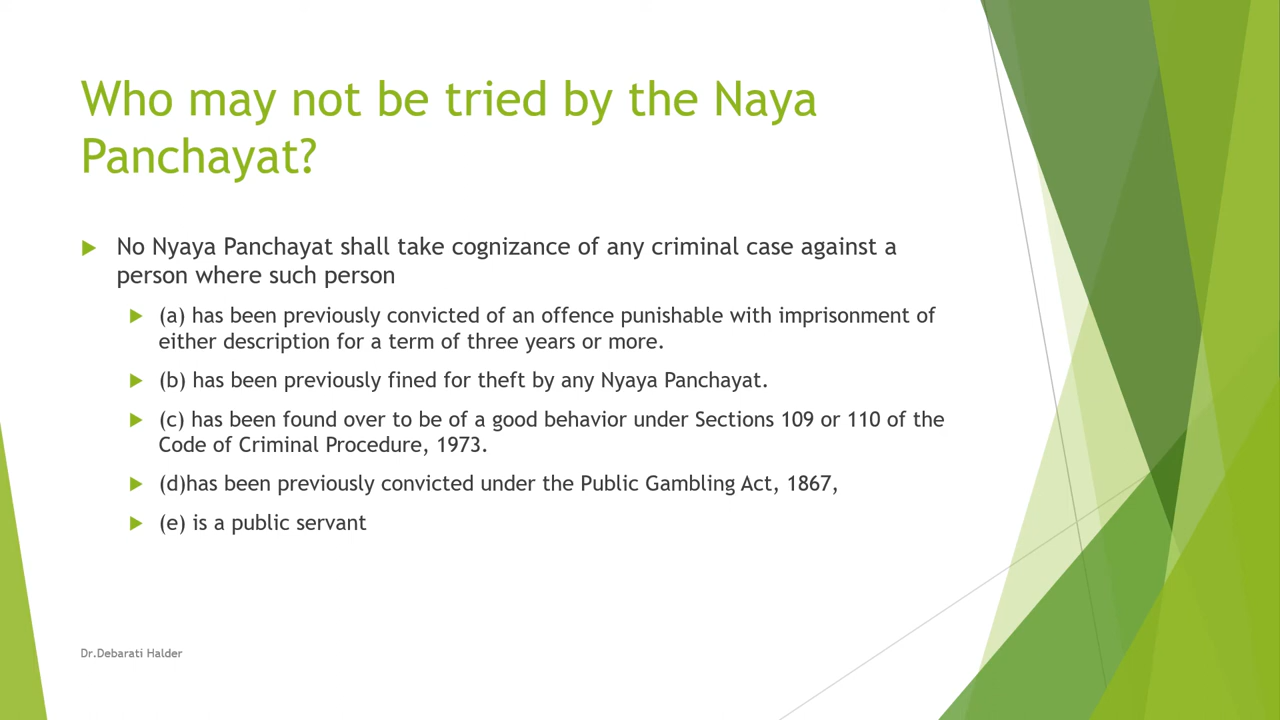 Who may not be tried by the Naya
Panchayat?
No Nyaya Panchayat shall take cognizance of any criminal case against a
person where such person
(a) has been previously convicted of an offence punishable with imprisonment of
either description for a term of three years or more.
(b) has been previously fined for theft by any Nyaya Panchayat.
(c) has been found over to be of a good behavior under Sections 109 or 110 of the
Code of Criminal Procedure, 1973.
(d)has been previously convicted under the Public Gambling Act, 1867,
(e) is a public servant
Dr.Debarati Halder